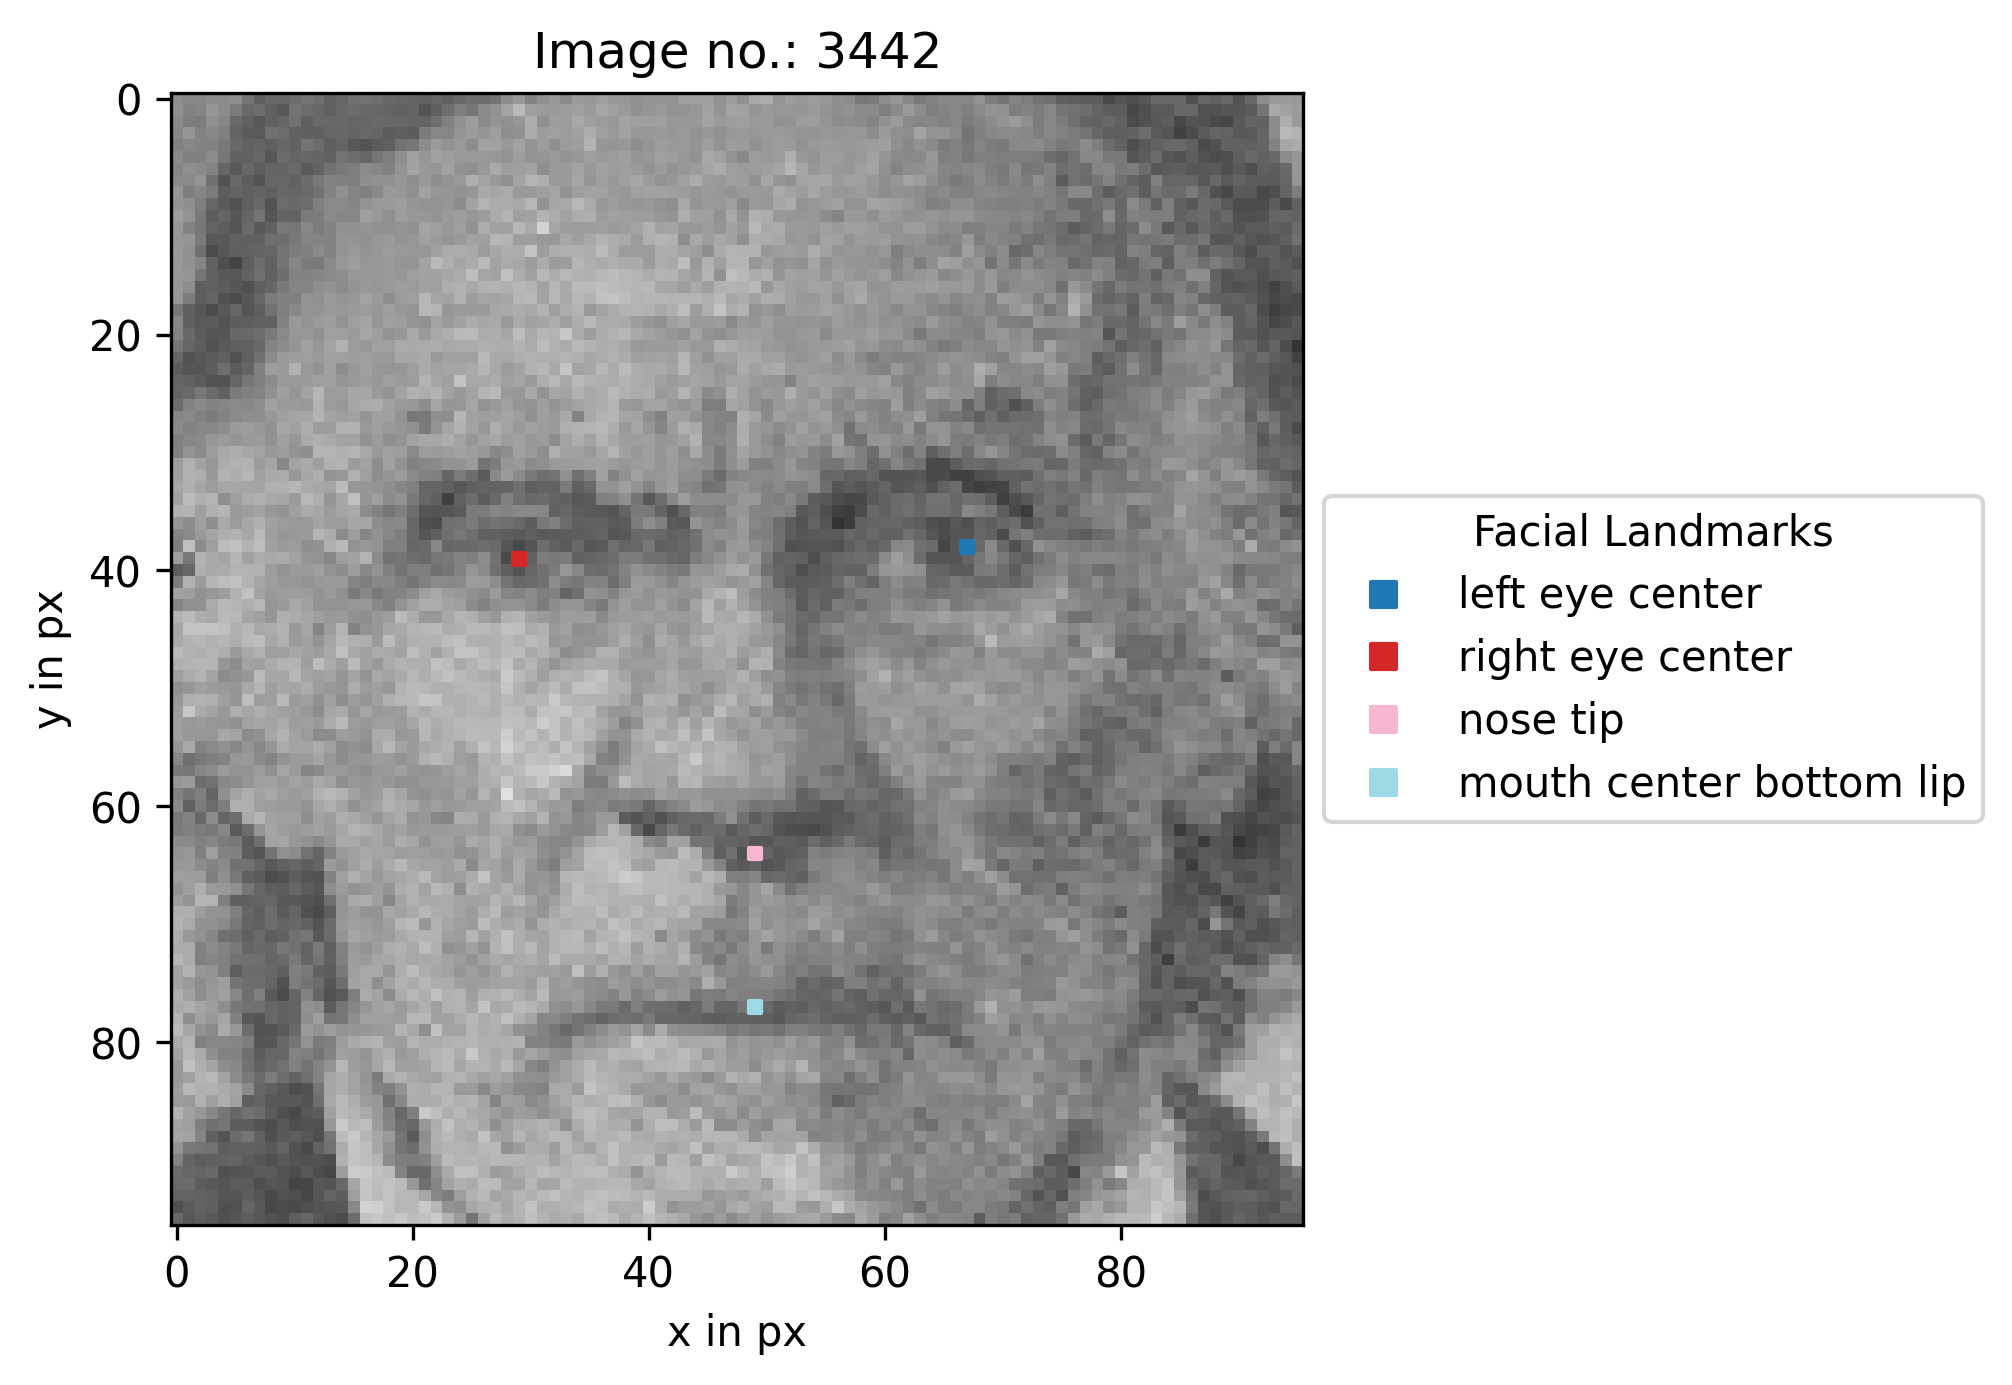 Image no.: 3442
0
20
40
60
80
y in px
0 20 40 60 80
x in px
Facial Landmarks
left eye center
right eye center
nose tip
mouth center bottom lip